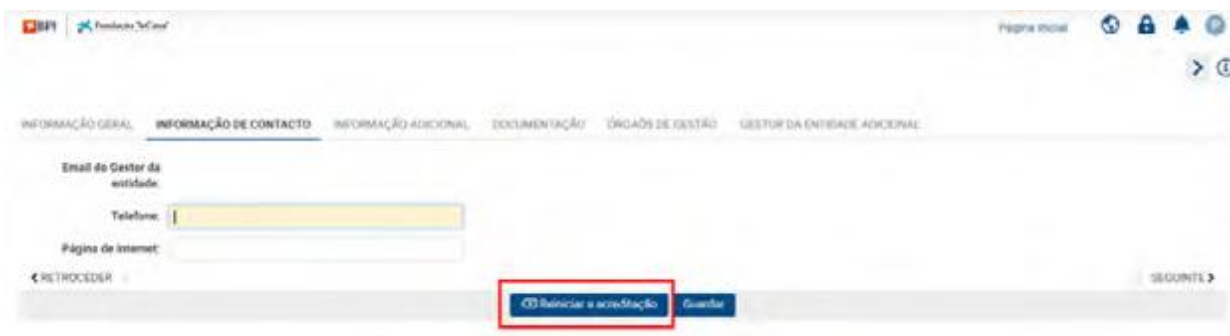 BPI Fundação "la Caixa"
Página inicial
INFORMAÇÃO GERAL INFORMAÇÃO DE CONTACTO INFORMAÇÃO ADICIONAL DOCUMENTAÇÃO ÓRGÃOS DE GESTÃO GESTOR DA ENTIDADE ADICIONAL
Email do Gestor da
entidade:
Telefone:
Página de Internet:
RETROCEDER
SEGUINTE
Reiniciar a acreditação Guardar